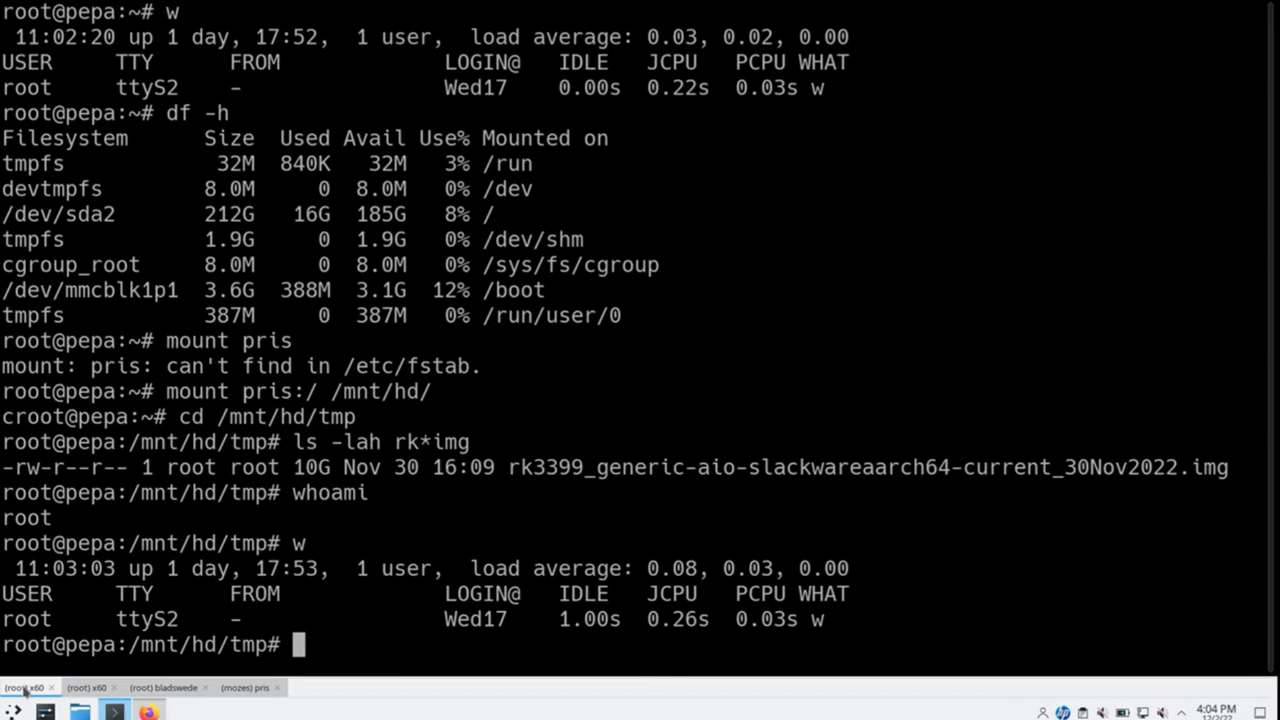 root@pepa:~# w
 11:02:20 up 1 day, 17:52,  1 user,  load average: 0.03, 0.02, 0.00
USER     TTY      FROM             LOGIN@   IDLE   JCPU   PCPU WHAT
root     ttyS2    -                Wed17    0.00s  0.22s  0.03s w
root@pepa:~# df -h
Filesystem      Size  Used Avail Use% Mounted on
tmpfs            32M  840K   32M   3% /run
devtmpfs        8.0M     0  8.0M   0% /dev
/dev/sda2       212G   16G  185G   8% /
tmpfs           1.9G     0  1.9G   0% /dev/shm
cgroup_root     8.0M     0  8.0M   0% /sys/fs/cgroup
/dev/mmcblk1p1  3.6G  388M  3.1G  12% /boot
tmpfs           387M     0  387M   0% /run/user/0
root@pepa:~# mount pris
mount: pris: can't find in /etc/fstab.
root@pepa:~# mount pris:/ /mnt/hd/
croot@pepa:~# cd /mnt/hd/tmp
root@pepa:/mnt/hd/tmp# ls -lah rk*img
-rw-r--r-- 1 root root 10G Nov 30 16:09 rk3399_generic-aio-slackwareaarch64-current_30Nov2022.img
root@pepa:/mnt/hd/tmp# whoami
root
root@pepa:/mnt/hd/tmp# w
 11:03:03 up 1 day, 17:53,  1 user,  load average: 0.08, 0.03, 0.00
USER     TTY      FROM             LOGIN@   IDLE   JCPU   PCPU WHAT
root     ttyS2    -                Wed17    1.00s  0.26s  0.03s w
root@pepa:/mnt/hd/tmp#
(root) x60 (root) x60 (root) bladswede (mozes) pris
4:04 PM
12/2/22